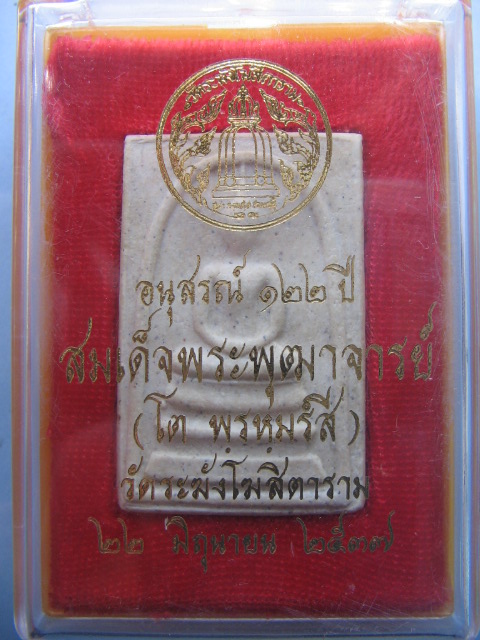 อนุสรณ์ ๑๒๒ ปี
สมเด็จพระพุฒาจารย์
(โต พฺรหฺมรํสี)
วัดระฆังโฆสิตาราม
๒๒ มิถุนายน ๒๕๓๗